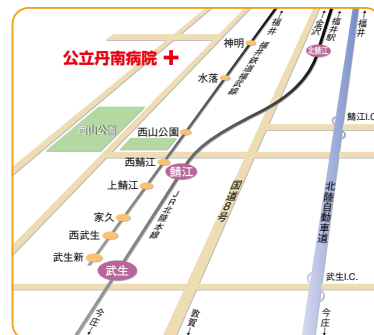 福井
金沢
福井駅
福井
神明
福井鉄道福武線
北鯖江
公立丹南病院
水落
鯖江I.C.
西山公園
西山公園
西鯖江
鯖江
上鯖江
国道8号
北陸自動車道
JR北陸本線
家久
西武生
武生新
武生
武生I.C.
今庄
敦賀
今庄